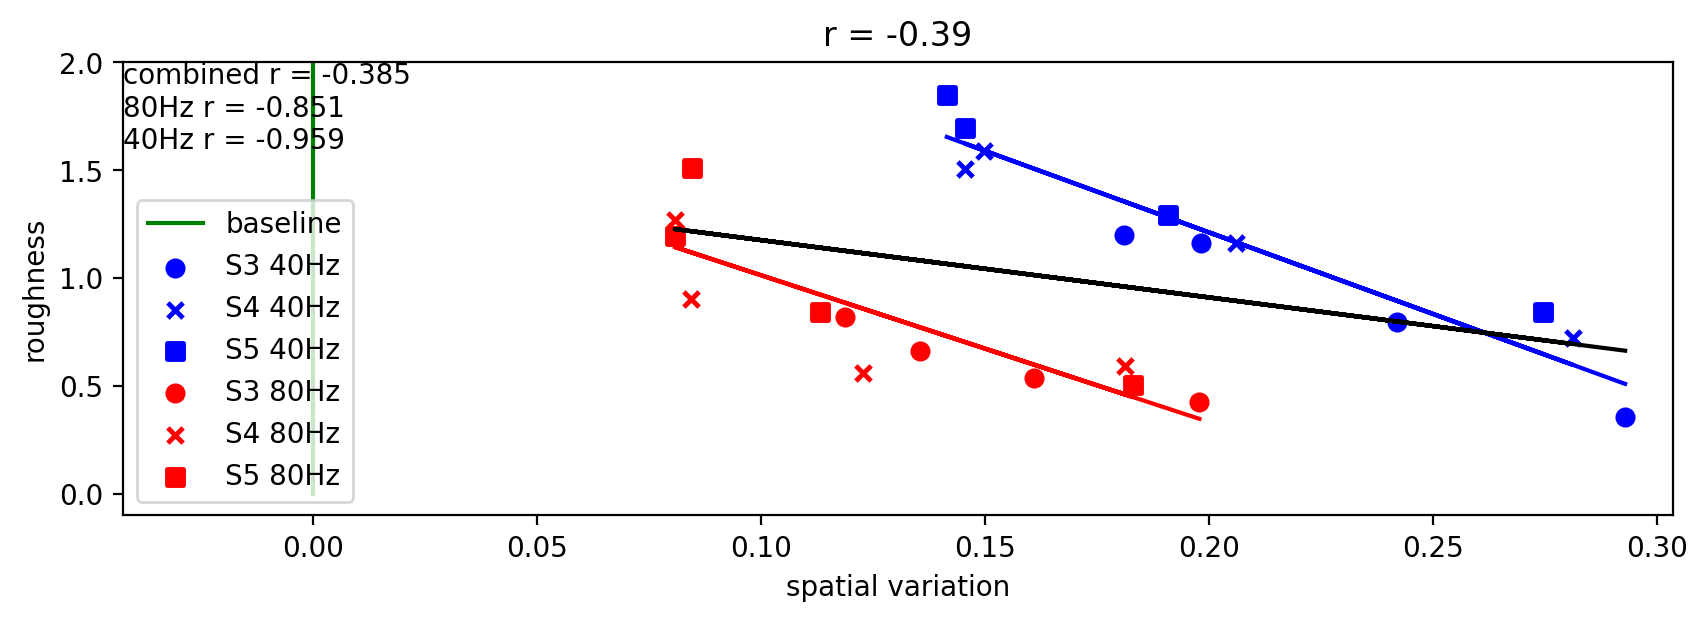 r = -0.39
combined r = -0.385
80Hz r = -0.851
40Hz r = -0.959
baseline
S3 40Hz
S4 40Hz
S5 40Hz
S3 80Hz
S4 80Hz
S5 80Hz
roughness
2.0
1.5
1.0
0.5
0.0
0.00 0.05 0.10 0.15 0.20 0.25 0.30
spatial variation